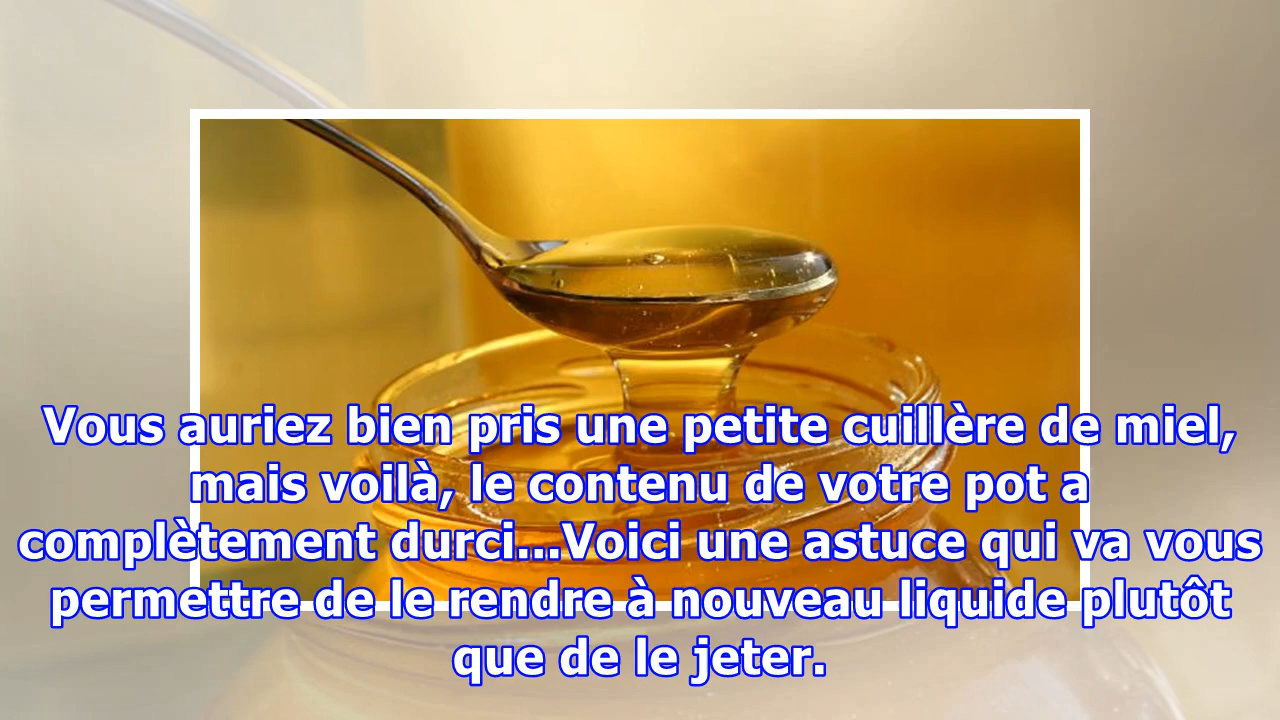 Vous auriez bien pris une petite cuillère de miel,
mais voilà, le contenu de votre pot a
complètement durci...Voici une astuce qui va vous
permettre de le rendre à nouveau liquide plutôt
que de le jeter.